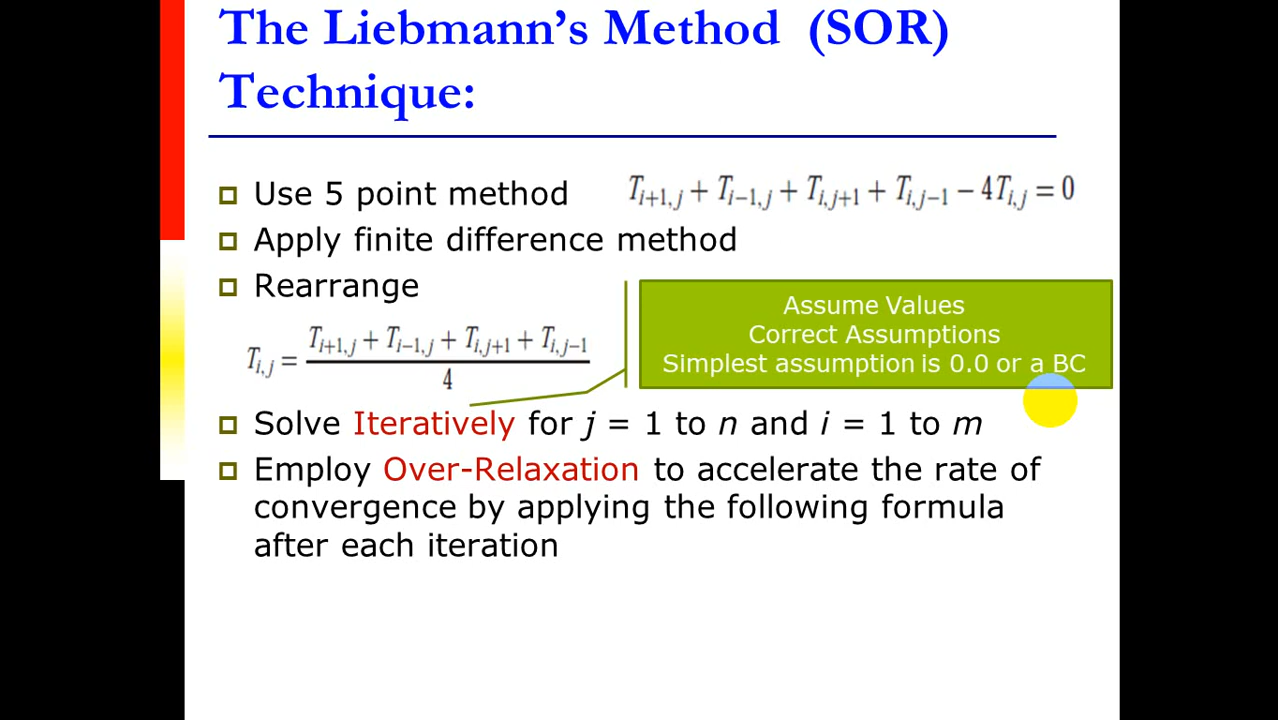 The Liebmann’s Method (SOR)
Technique:
Use 5 point method
T_{i+1,j} + T_{i−1,j} + T_{i,j+1} + T_{i,j−1} − 4T_{i,j} = 0
Apply finite difference method
Rearrange
T_{i,j} = \frac{T_{i+1,j} + T_{i−1,j} + T_{i,j+1} + T_{i,j−1}}{4}
Assume Values
Correct Assumptions
Simplest assumption is 0.0 or a BC
Solve Iteratively for j = 1 to n and i = 1 to m
Employ Over-Relaxation to accelerate the rate of
convergence by applying the following formula
after each iteration